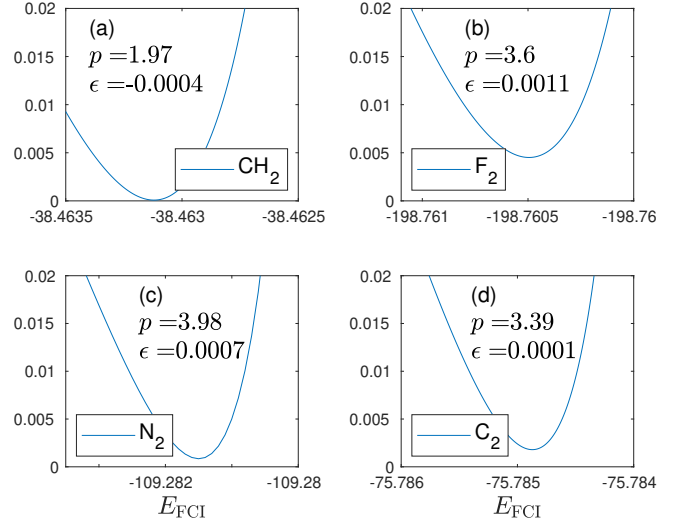 0.02
(a)
p = 1.97
ϵ =-0.0004
0.015
0.01
0.005
0
CH2
-38.4635
-38.463
-38.4625
0.02
(b)
p = 3.6
ϵ =0.0011
0.015
0.01
0.005
0
F2
-198.761
-198.7605
-198.76
0.02
(c)
p =3.98
ϵ =0.0007
0.015
0.01
0.005
0
N2
-109.282
-109.28
EFCI
0.02
(d)
p =3.39
ϵ =0.0001
0.015
0.01
0.005
0
C2
-75.786
-75.785
-75.784
EFCI